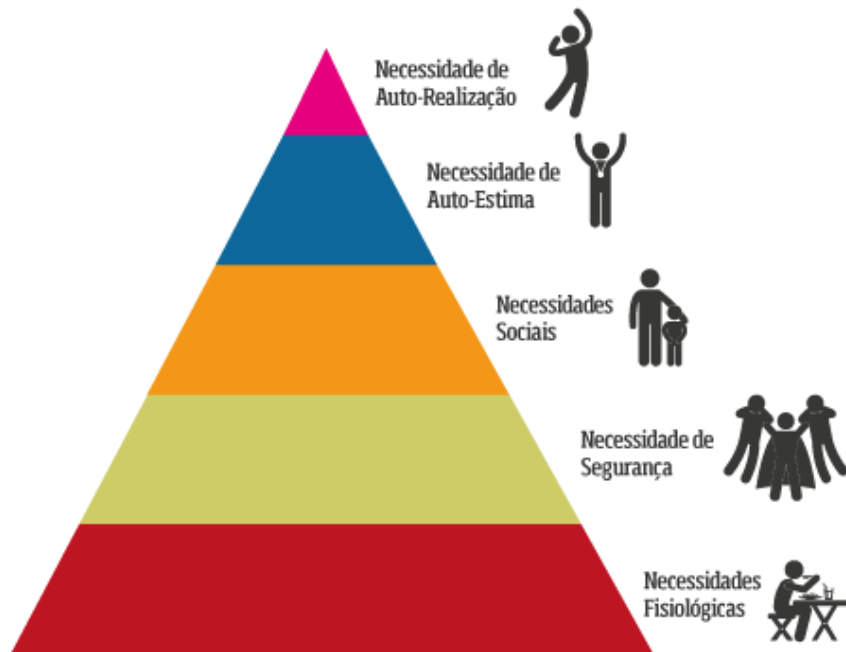 Necessidade de
Auto-Realização
Necessidade de
Auto-Estima
Necessidades
Sociais
Necessidade de
Segurança
Necessidades
Fisiológicas